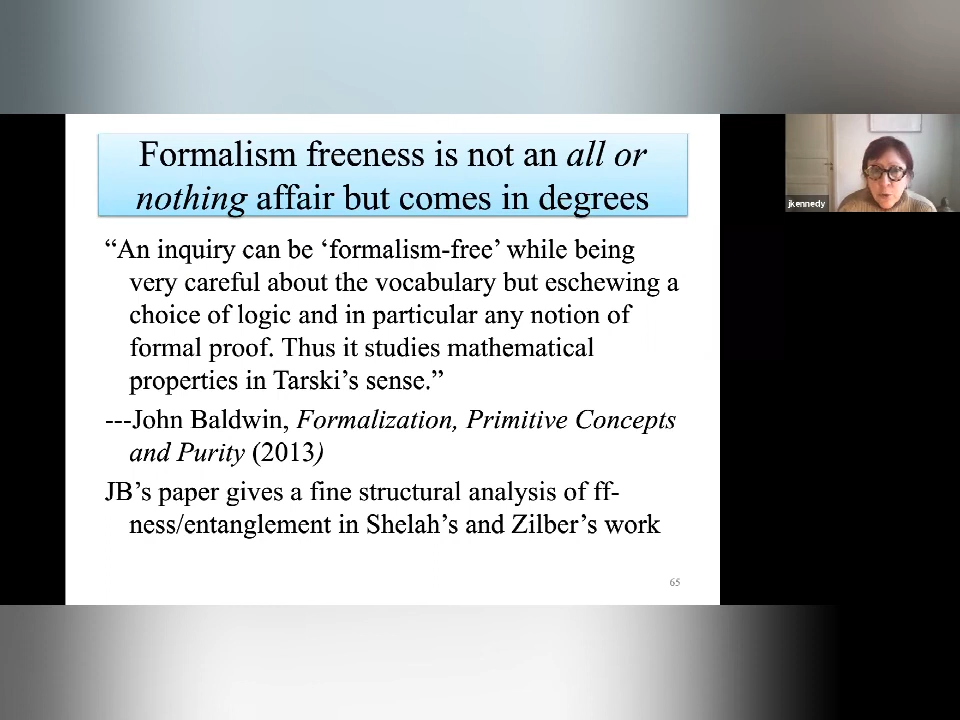 Formalism freeness is not an all or
nothing affair but comes in degrees
“An inquiry can be ‘formalism-free’ while being
very careful about the vocabulary but eschewing a
choice of logic and in particular any notion of
formal proof. Thus it studies mathematical
properties in Tarski’s sense.”
---John Baldwin, Formalization, Primitive Concepts
and Purity (2013)
JB’s paper gives a fine structural analysis of ff-
ness/entanglement in Shelah’s and Zilber’s work
65
jkennedy